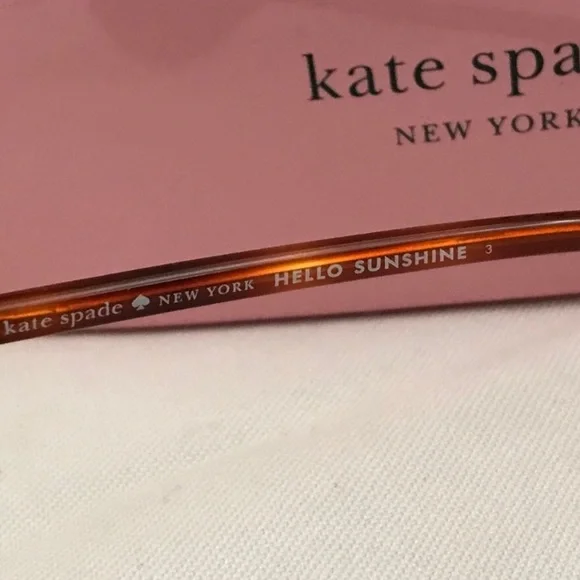 kate spa
NEW YORK
kate spade ♠ NEW YORK HELLO SUNSHINE 3